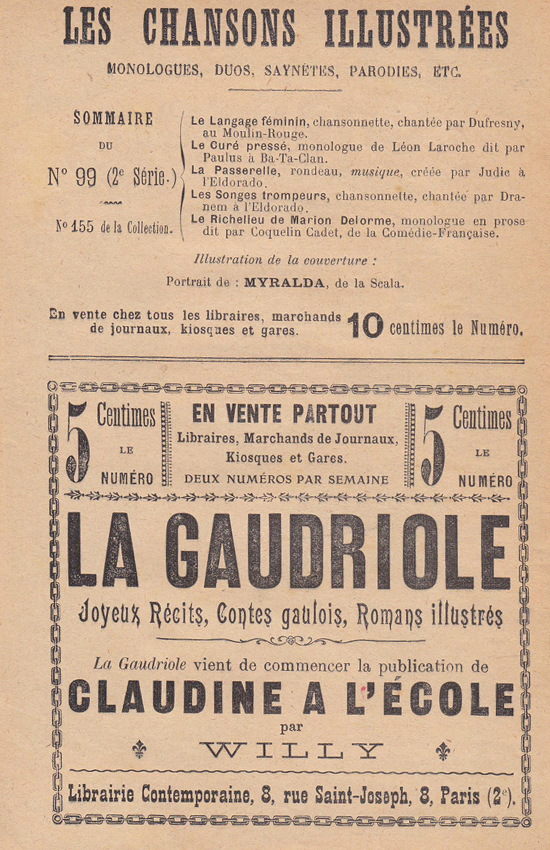 LES CHANSONS ILLUSTRÉES
MONOLOGUES, DUOS, SAYNÈTES, PARODIES, ETC.
SOMMAIRE
DU
Nº 99 (2e Série.)
Nº 155 de la Collection.
Le Langage féminin, chansonnette, chantée par Dufresny,
au Moulin-Rouge.
Le Curé pressé, monologue de Léon Laroche dit par
Paulus à Ba-Ta-Clan.
La Passerelle, rondeau, musique, créée par Judic à
l'Eldorado.
Les Songes trompeurs, chansonnette, chantée par Dra-
nem à l'Eldorado.
Le Richelieu de Marion Delorme, monologue en prose
dit par Coquelin Cadet, de la Comédie-Française.
Illustration de la couverture :
Portrait de : MYRALDA, de la Scala.
En vente chez tous les libraires, marchands
de journaux, kiosques et gares.
10 centimes le Numéro.
5 Centimes
LE
NUMÉRO
EN VENTE PARTOUT
Libraires, Marchands de Journaux,
Kiosques et Gares.
DEUX NUMÉROS PAR SEMAINE
5 Centimes
LE
NUMÉRO
LA GAUDRIOLE
Joyeux Récits, Contes gaulois, Romans illustrés
La Gaudriole vient de commencer la publication de
CLAUDINE A L'ÉCOLE
par
WILLY
Librairie Contemporaine, 8, rue Saint-Joseph, 8, Paris (2e).